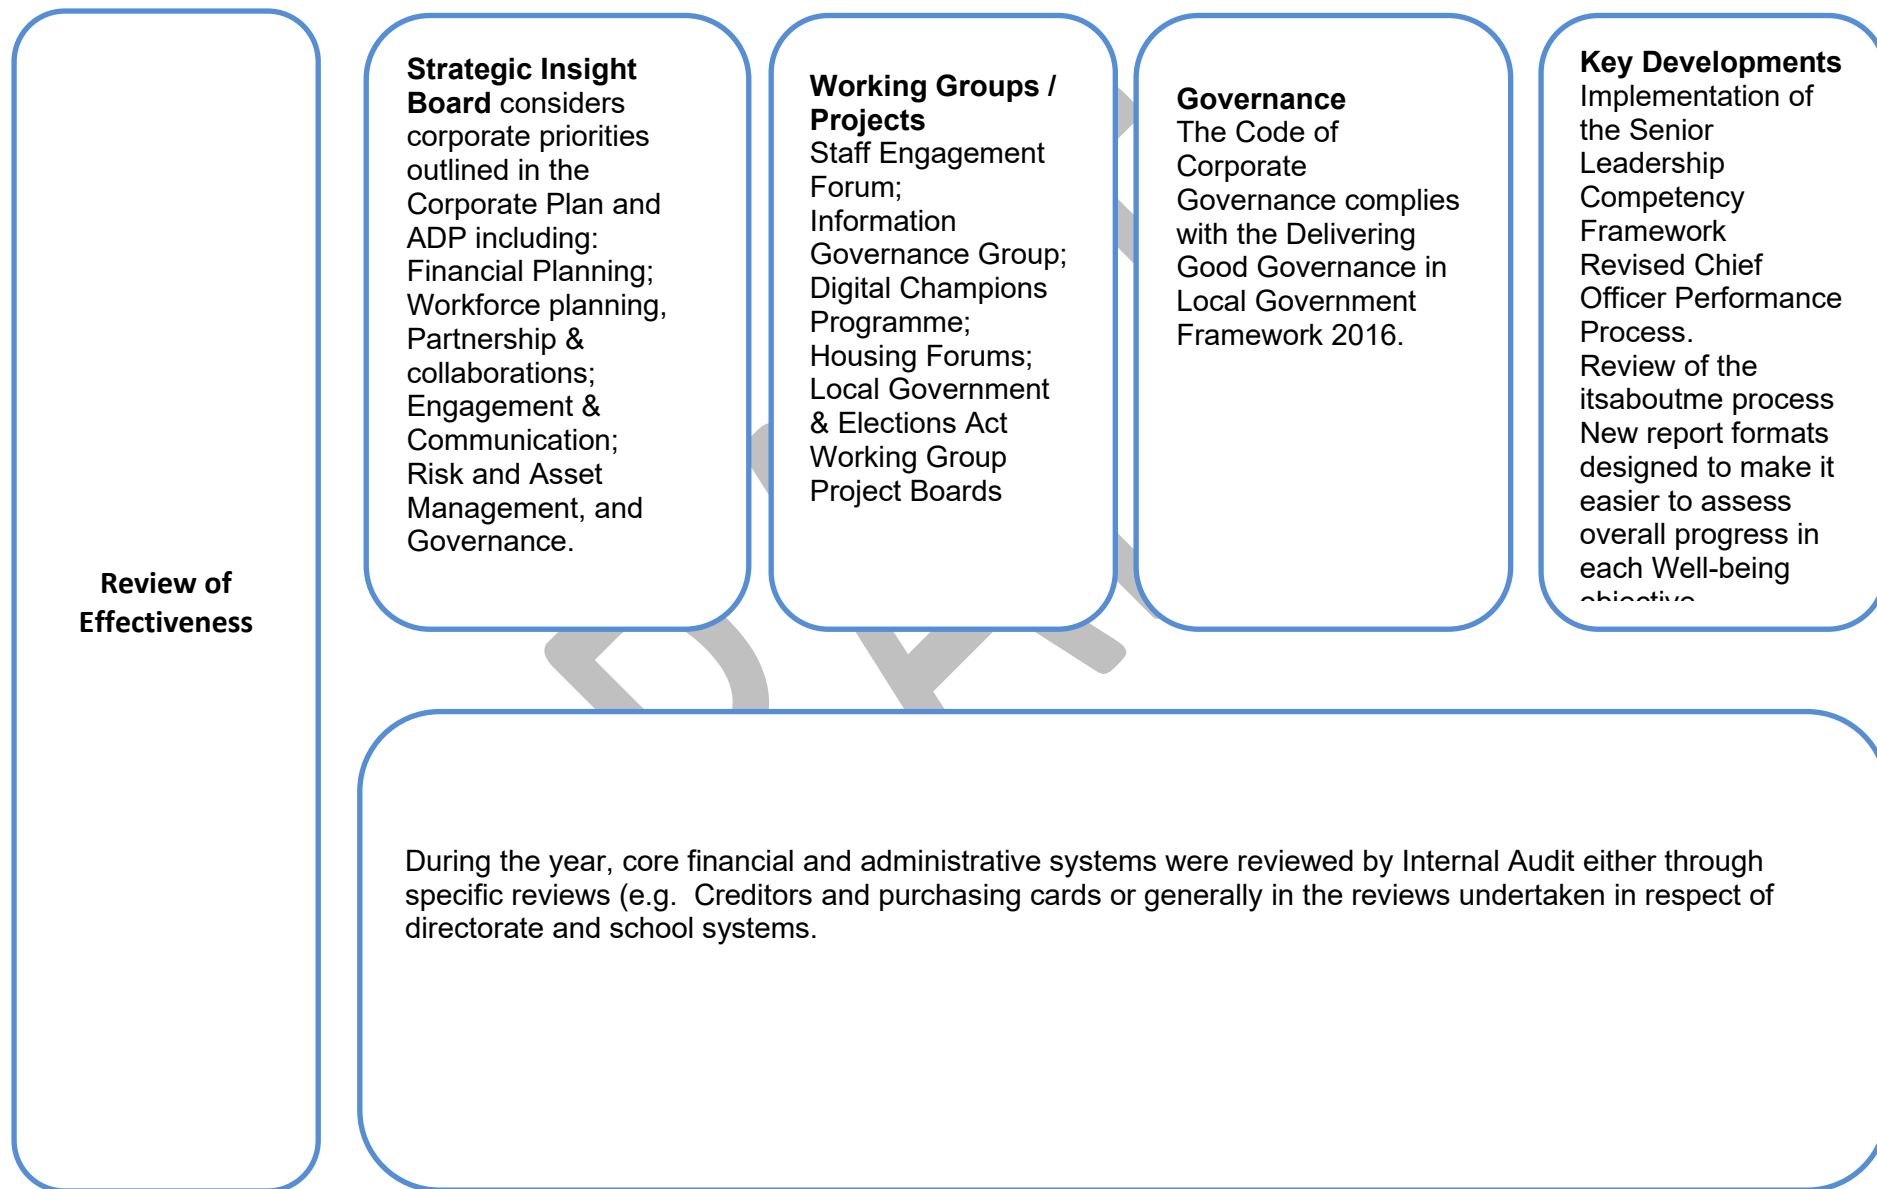 Review of
Effectiveness
Strategic Insight
Board considers
corporate priorities
outlined in the
Corporate Plan and
ADP including:
Financial Planning;
Workforce planning,
Partnership &
collaborations;
Engagement &
Communication;
Risk and Asset
Management, and
Governance.
Working Groups /
Projects
Staff Engagement
Forum;
Information
Governance Group;
Digital Champions
Programme;
Housing Forums;
Local Government
& Elections Act
Working Group
Project Boards
Governance
The Code of
Corporate
Governance complies
with the Delivering
Good Governance in
Local Government
Framework 2016.
Key Developments
Implementation of
the Senior
Leadership
Competency
Framework
Revised Chief
Officer Performance
Process.
Review of the
itsaboutme process
New report formats
designed to make it
easier to assess
overall progress in
each Well-being
objective
During the year, core financial and administrative systems were reviewed by Internal Audit either through
specific reviews (e.g.  Creditors and purchasing cards or generally in the reviews undertaken in respect of
directorate and school systems.